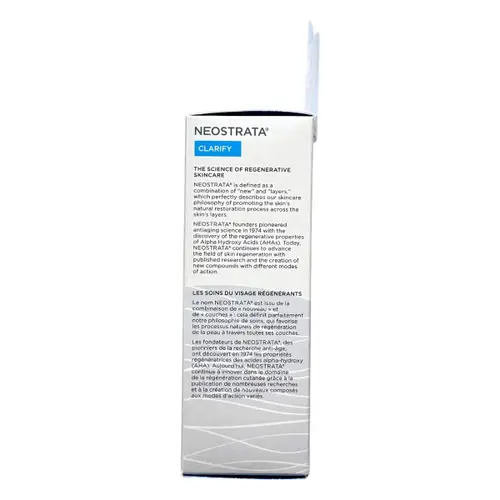 NEOSTRATA®
CLARIFY
THE SCIENCE OF REGENERATIVE
SKINCARE
NEOSTRATA® is defined as a
combination of "new" and "layers,"
which perfectly describes our skincare
philosophy of promoting the skin's
natural restoration process across the
skin's layers.
NEOSTRATA® founders pioneered
antiaging science in 1974 with the
discovery of the regenerative properties
of Alpha Hydroxy Acids (AHAs). Today,
NEOSTRATA® continues to advance
the field of skin regeneration with
published research and the creation of
new compounds with different modes
of action.
LES SOINS DU VISAGE RÉGÉNÉRANTS
Le nom NEOSTRATA® est issu de la
combinaison de « nouveau » et
de « couches » : cela définit parfaitement
notre philosophie de soins, qui favorise
les processus naturels de régénération
de la peau à travers toutes ses couches.
Les fondateurs de NEOSTRATA®, des
pionniers de la recherche anti-âge,
ont découvert en 1974 les propriétés
régénératrices des acides alpha-hydroxy
(AHA). Aujourd'hui, NEOSTRATA®
continue à innover dans le domaine
de la régénération cutanée grâce à la
publication de nombreuses recherches
et à la création de nouveaux composés
aux modes d'action variés.